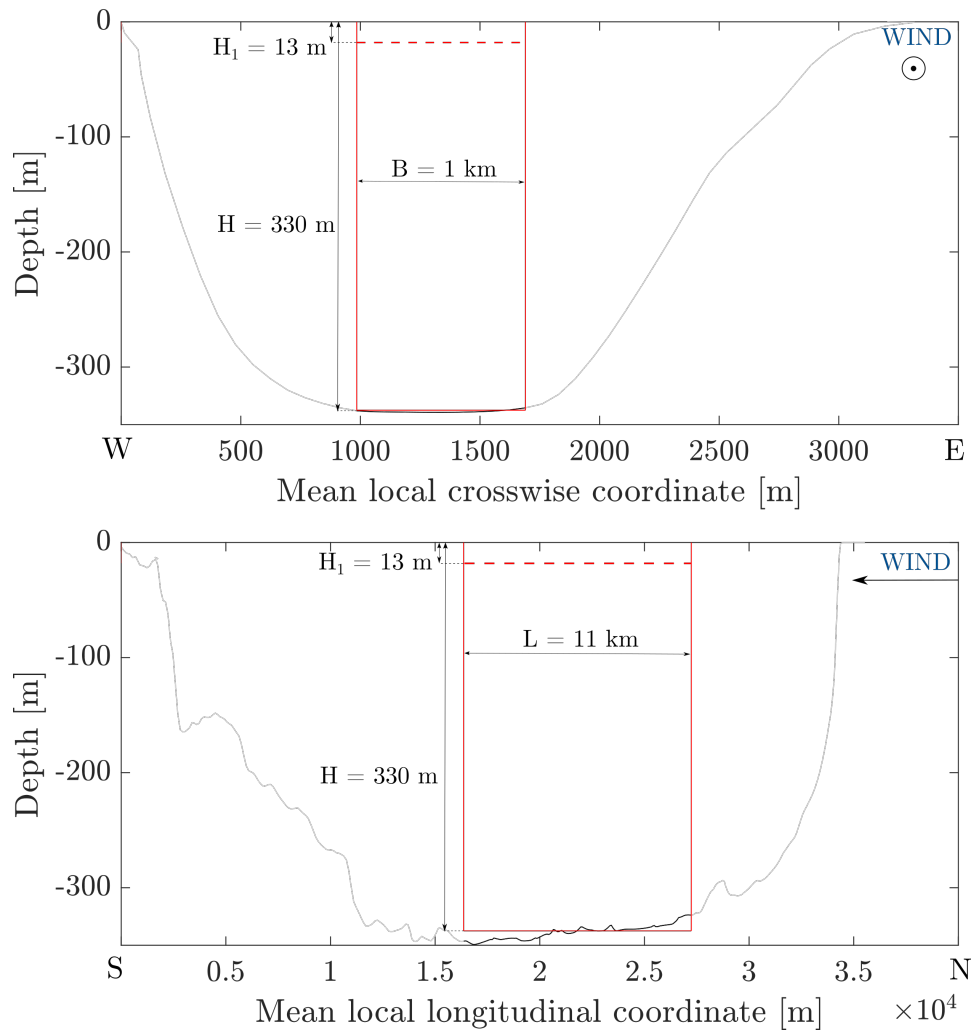 0
H₁ = 13 m
WIND
-100
B = 1 km
Depth [m]
H = 330 m
-200
-300
W 500 1000 1500 2000 2500 3000 E
Mean local crosswise coordinate [m]
0
H₁ = 13 m
WIND
L = 11 km
-100
Depth [m]
-200
H = 330 m
-300
S 0.5 1 1.5 2 2.5 3 3.5 N
Mean local longitudinal coordinate [m] ×10⁴